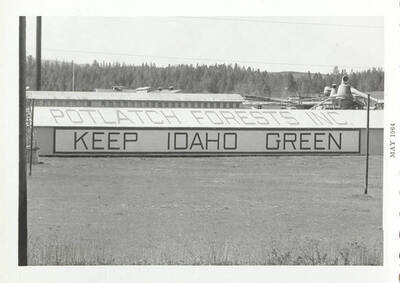 POTLATCH FORESTS INC.
KEEP IDAHO GREEN
MAY 1964